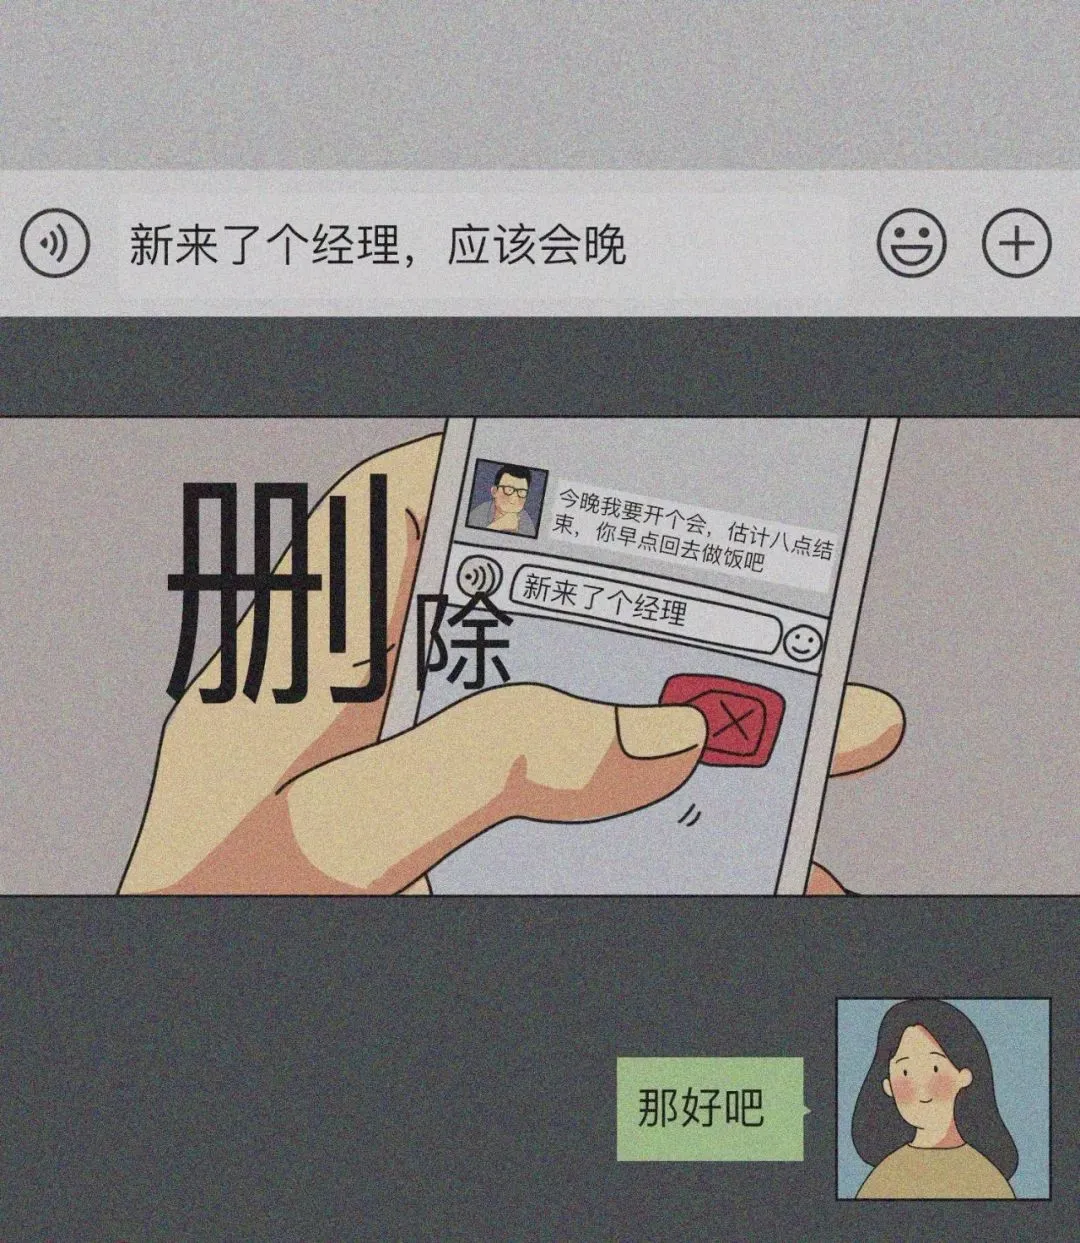 新来了个经理，应该会晚
删除
今晚我要开个会，估计八点结
束，你早点回去做饭吧
新来了个经理
那好吧